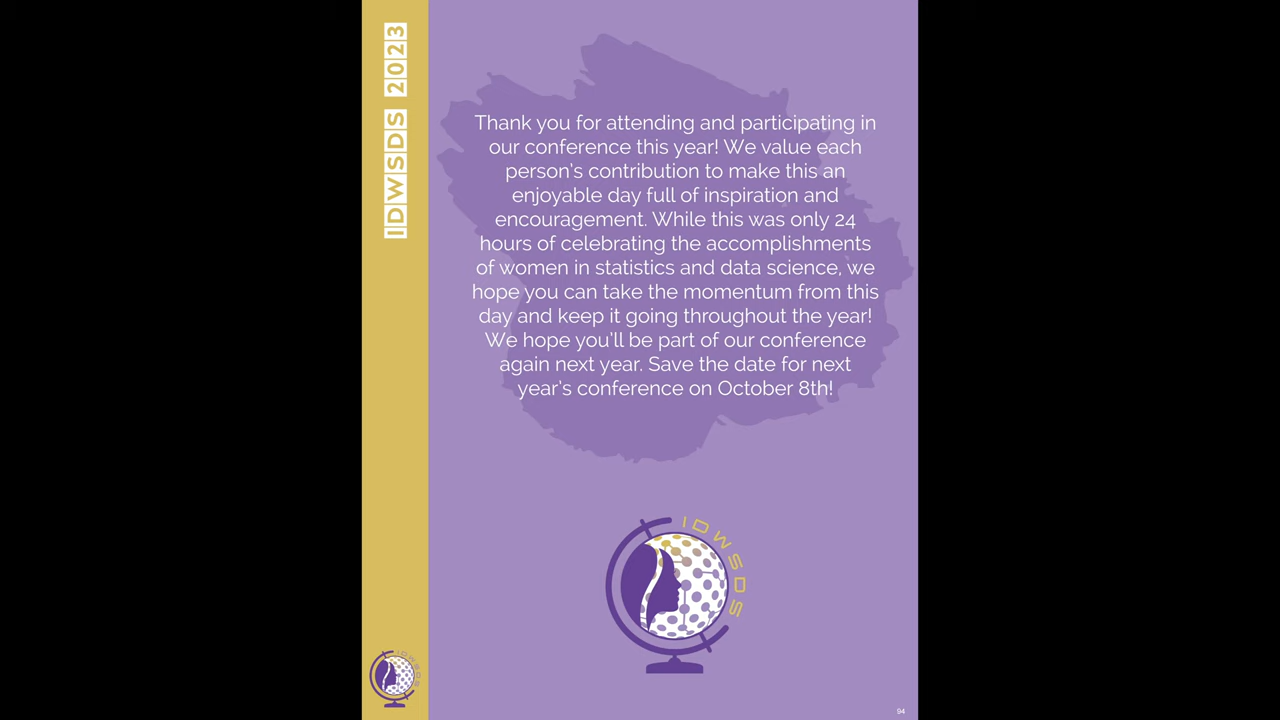 IDWSDS 2023
Thank you for attending and participating in
our conference this year! We value each
person's contribution to make this an
enjoyable day full of inspiration and
encouragement. While this was only 24
hours of celebrating the accomplishments
of women in statistics and data science, we
hope you can take the momentum from this
day and keep it going throughout the year!
We hope you'll be part of our conference
again next year. Save the date for next
year's conference on October 8th!
IDWSDS
IDWSDS
94